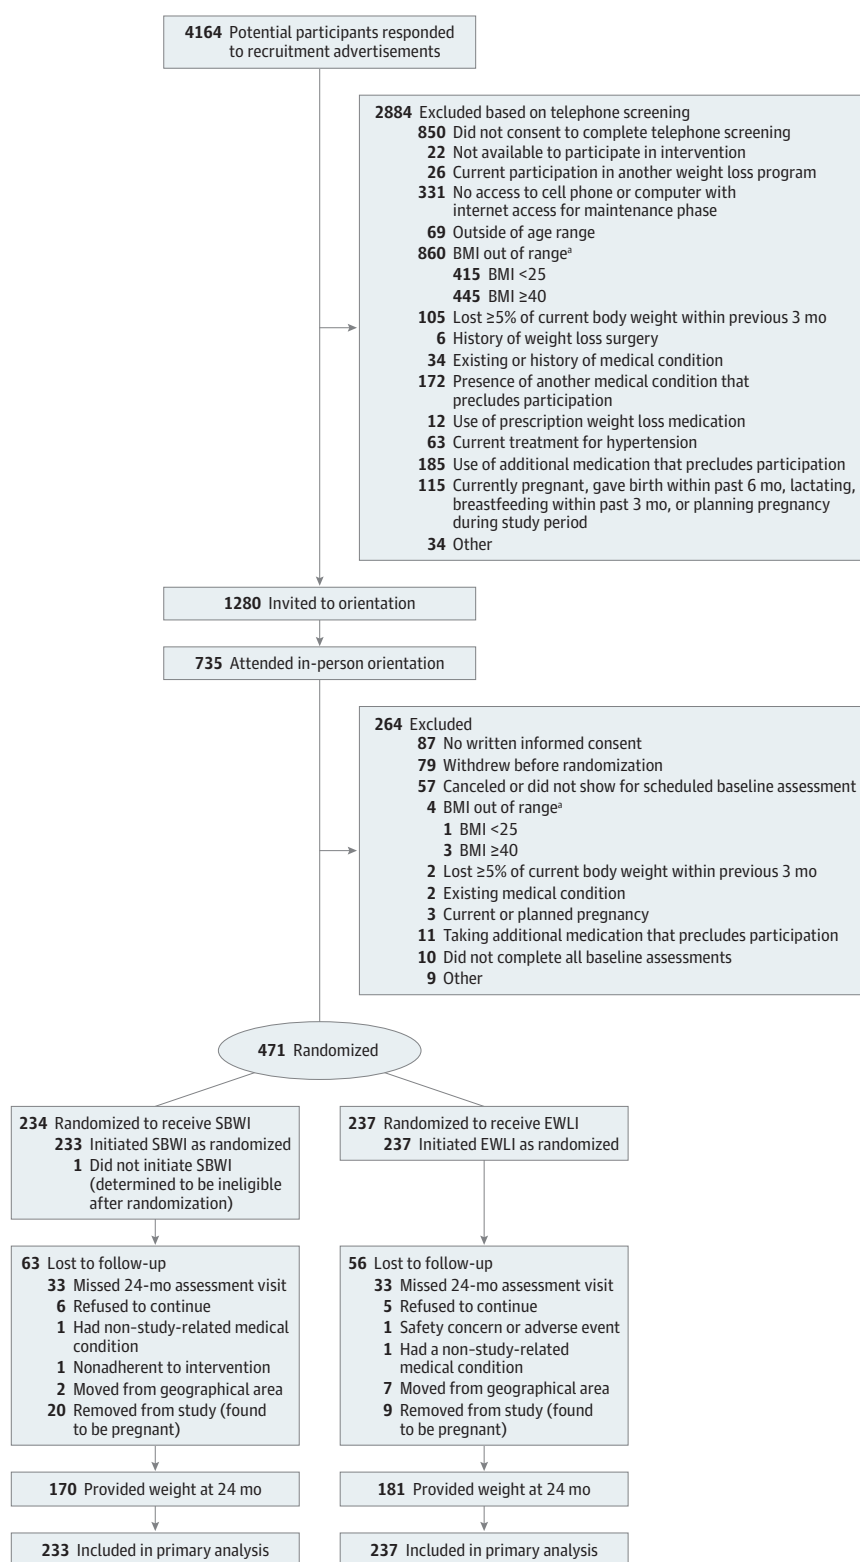 4164 Potential participants responded
to recruitment advertisements
2884 Excluded based on telephone screening
850 Did not consent to complete telephone screening
22 Not available to participate in intervention
26 Current participation in another weight loss program
331 No access to cell phone or computer with
internet access for maintenance phase
69 Outside of age range
860 BMI out of rangeᵃ
415 BMI <25
445 BMI ≥40
105 Lost ≥5% of current body weight within previous 3 mo
6 History of weight loss surgery
34 Existing or history of medical condition
172 Presence of another medical condition that
precludes participation
12 Use of prescription weight loss medication
63 Current treatment for hypertension
185 Use of additional medication that precludes participation
115 Currently pregnant, gave birth within past 6 mo, lactating,
breastfeeding within past 3 mo, or planning pregnancy
during study period
34 Other
1280 Invited to orientation
735 Attended in-person orientation
264 Excluded
87 No written informed consent
79 Withdrew before randomization
57 Canceled or did not show for scheduled baseline assessment
4 BMI out of rangeᵃ
1 BMI <25
3 BMI ≥40
2 Lost ≥5% of current body weight within previous 3 mo
2 Existing medical condition
3 Current or planned pregnancy
11 Taking additional medication that precludes participation
10 Did not complete all baseline assessments
9 Other
471 Randomized
234 Randomized to receive SBWI
233 Initiated SBWI as randomized
1 Did not initiate SBWI
(determined to be ineligible
after randomization)
237 Randomized to receive EWLI
237 Initiated EWLI as randomized
63 Lost to follow-up
33 Missed 24-mo assessment visit
6 Refused to continue
1 Had non-study-related medical
condition
1 Nonadherent to intervention
2 Moved from geographical area
20 Removed from study (found
to be pregnant)
56 Lost to follow-up
33 Missed 24-mo assessment visit
5 Refused to continue
1 Safety concern or adverse event
1 Had a non-study-related
medical condition
7 Moved from geographical area
9 Removed from study (found
to be pregnant)
170 Provided weight at 24 mo
181 Provided weight at 24 mo
233 Included in primary analysis
237 Included in primary analysis